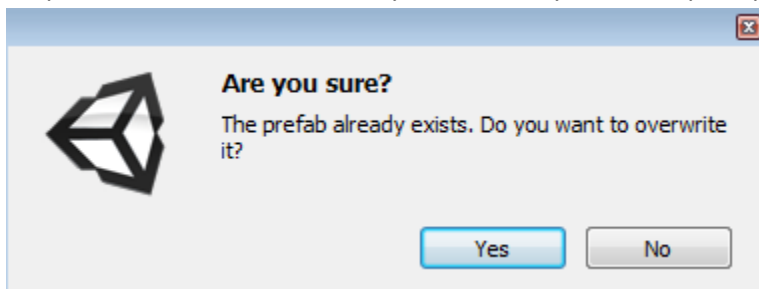 Are you sure?
The prefab already exists. Do you want to overwrite
it?
Yes
No